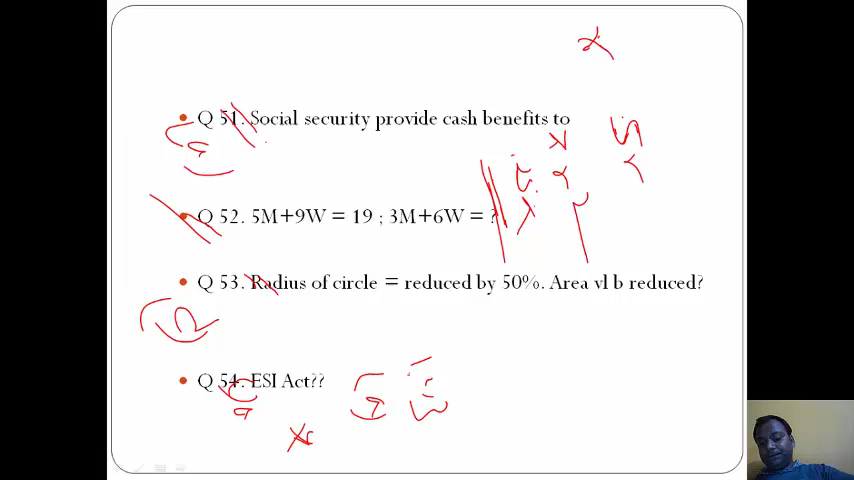 Q 51. Social security provide cash benefits to
Q 52. 5M+9W = 19 ; 3M+6W = ?
Q 53. Radius of circle = reduced by 50%. Area vl b reduced?
Q 54. ESI Act??